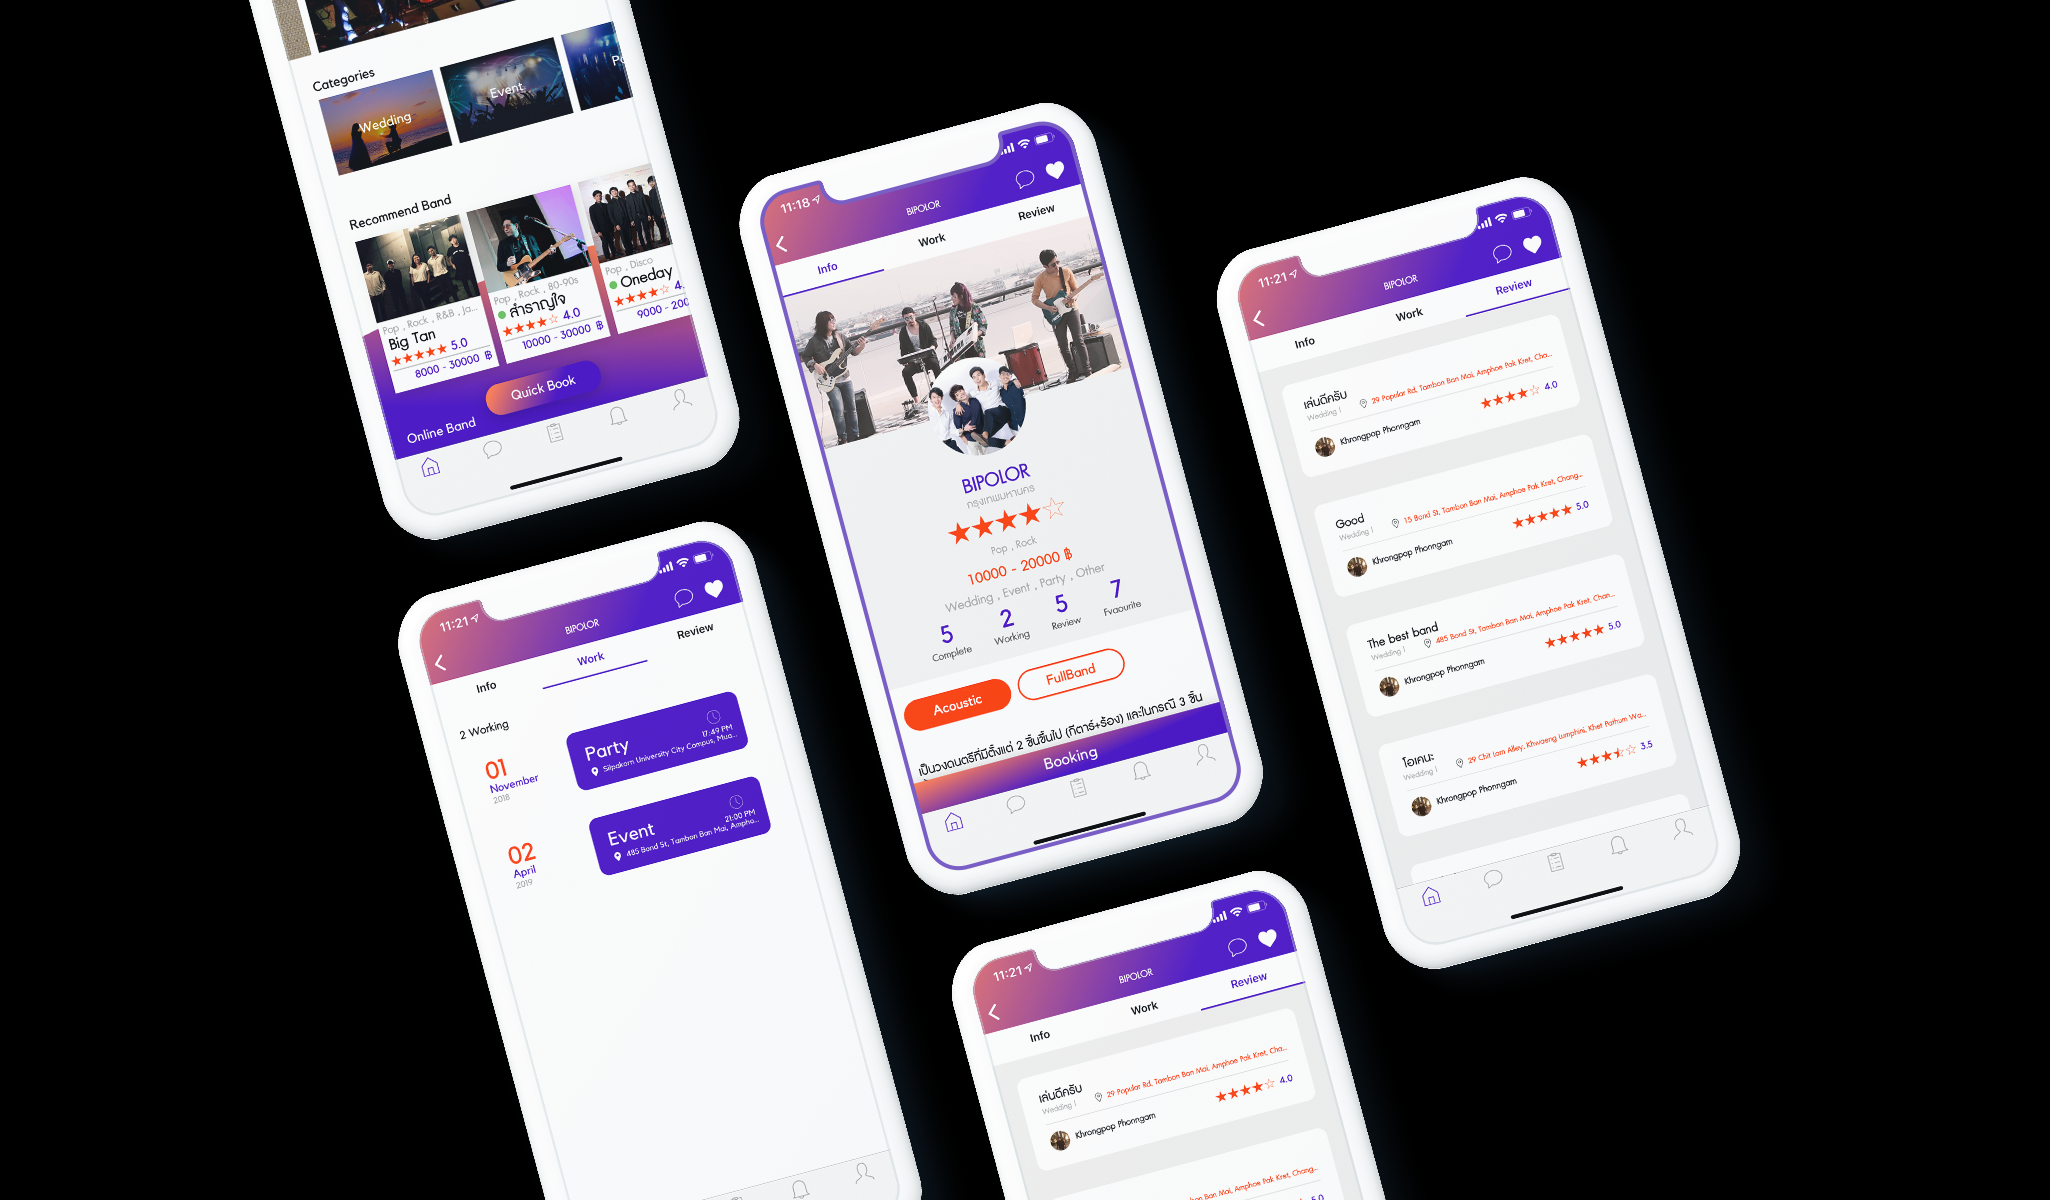 Categories
Wedding
Event
Recommend Band
Pop , Rock , R&B , Ja...
Big Tan
★★★★★ 5.0
8000 - 30000 ฿
Pop , Rock , 80-90s
สำราญใจ
★★★★☆ 4.0
10000 - 30000 ฿
Pop , Disco
Oneday
★★★★☆ 4.
9000 - 200
Quick Book
Online Band
11:18
BIPOLOR
Info
Work
Review
BIPOLOR
กรุงเทพมหานคร
★★★★☆
Pop , Rock
10000 - 20000 ฿
Wedding , Event , Party , Other
5
Complete
2
Working
5
Review
7
Fvaourite
Acoustic
FullBand
เป็นวงดนตรีที่มีตั้งแต่ 2 ชิ้นขึ้นไป (กีตาร์+ร้อง) และในกรณี 3 ชิ้น
Booking
11:21
BIPOLOR
Info
Work
Review
เล่นดีครับ
Wedding |
29 Popular Rd, Tambon Ban Mai, Amphoe Pak Kret, Cha...
★★★★☆ 4.0
Khrongpop Phonngam
Good
Wedding |
15 Bond St, Tambon Ban Mai, Amphoe Pak Kret, Chang...
★★★★★ 5.0
Khrongpop Phonngam
The best band
Wedding |
485 Bond St, Tambon Ban Mai, Amphoe Pak Kret, Chan...
★★★★★ 5.0
Khrongpop Phonngam
โอเคนะ
Wedding |
29 Chit Lom Alley, Khwaeng Lumphini, Khet Pathum Wa...
3.5
Khrongpop Phonngam
11:21
BIPOLOR
Info
Work
Review
2 Working
01
November
2018
Party
17:49 PM
Silpakorn University City Campus, Mua...
02
April
2019
Event
21:00 PM
485 Bond St, Tambon Ban Mai, Ampho...
11:21
BIPOLOR
Info
Work
Review
เล่นดีครับ
Wedding |
29 Popular Rd, Tambon Ban Mai, Amphoe Pak Kret, Cha...
★★★★☆ 4.0
Khrongpop Phonngam
Ban Mai, Amphoe Pak Kret, Chang...
5.0